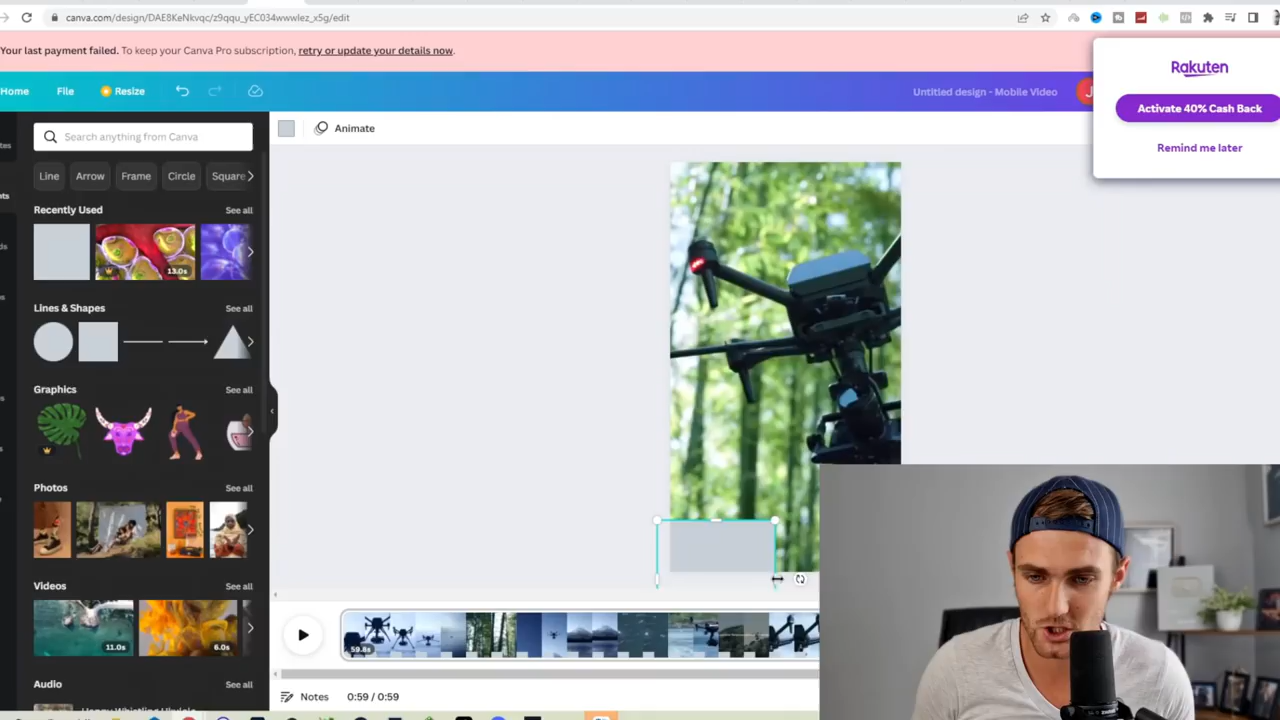 canva.com/design/DAE8KeNkvqc/z9qqu_yEC034wwwlez_xSg/edit
Your last payment failed. To keep your Canva Pro subscription, retry or update your details now.
Rakuten
Activate 40% Cash Back
Remind me later
Home
File
Resize
Untitled design - Mobile Video
J
Search anything from Canva
Animate
Line
Arrow
Frame
Circle
Square
Recently Used
See all
13.0s
Lines & Shapes
See all
Graphics
See all
Photos
See all
Videos
See all
11.0s
6.0s
59.8s
Audio
See all
Happy Whistling Ukulele
Notes
0:59 / 0:59